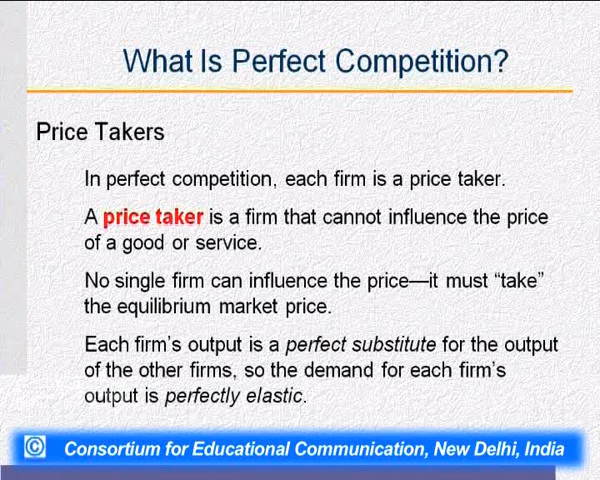 What Is Perfect Competition?
Price Takers
In perfect competition, each firm is a price taker.
A price taker is a firm that cannot influence the price
of a good or service.
No single firm can influence the price—it must “take”
the equilibrium market price.
Each firm’s output is a perfect substitute for the output
of the other firms, so the demand for each firm’s
output is perfectly elastic.
© Consortium for Educational Communication, New Delhi, India